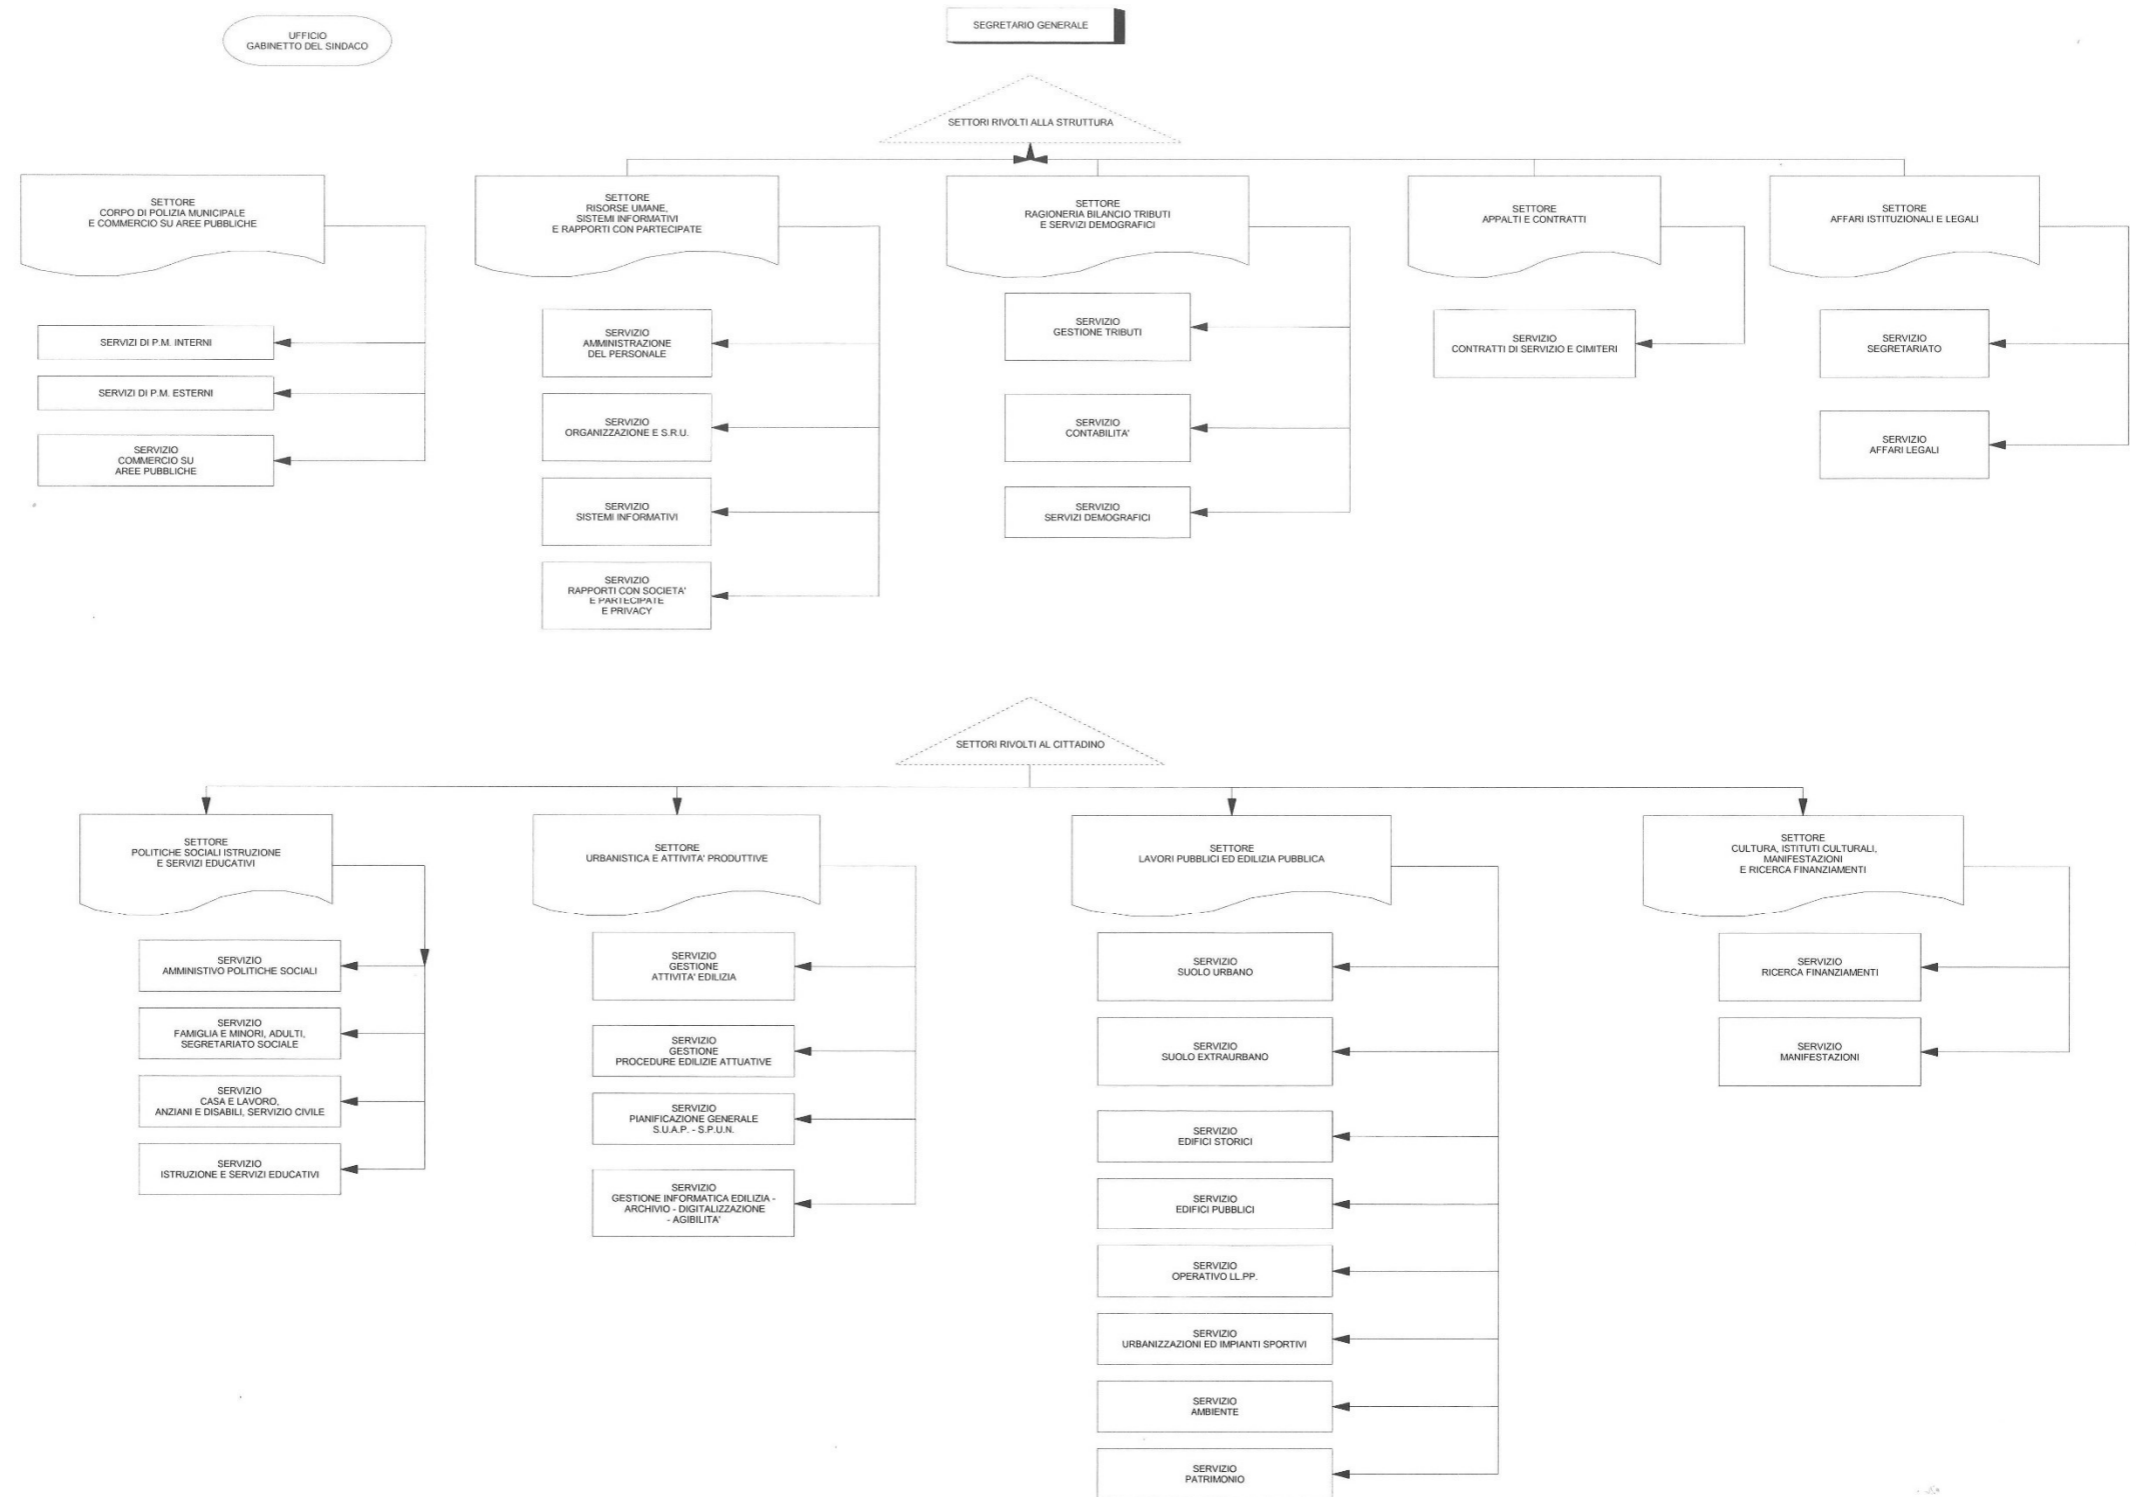 UFFICIO
GABINETTO DEL SINDACO
SEGRETARIO GENERALE
SETTORI RIVOLTI ALLA STRUTTURA
SETTORE
CORPO DI POLIZIA MUNICIPALE
E COMMERCIO SU AREE PUBBLICHE
SERVIZI DI P.M. INTERNI
SERVIZI DI P.M. ESTERNI
SERVIZIO
COMMERCIO SU
AREE PUBBLICHE
SETTORE
RISORSE UMANE,
SISTEMI INFORMATIVI
E RAPPORTI CON PARTECIPATE
SERVIZIO
AMMINISTRAZIONE
DEL PERSONALE
SERVIZIO
ORGANIZZAZIONE E S.R.U.
SERVIZIO
SISTEMI INFORMATIVI
SERVIZIO
RAPPORTI CON SOCIETA'
E PARTECIPATE
E PRIVACY
SETTORE
RAGIONERIA BILANCIO TRIBUTI
E SERVIZI DEMOGRAFICI
SERVIZIO
GESTIONE TRIBUTI
SERVIZIO
CONTABILITA'
SERVIZIO
SERVIZI DEMOGRAFICI
SETTORE
APPALTI E CONTRATTI
SERVIZIO
CONTRATTI DI SERVIZIO E CIMITERI
SETTORE
AFFARI ISTITUZIONALI E LEGALI
SERVIZIO
SEGRETARIATO
SERVIZIO
AFFARI LEGALI
SETTORI RIVOLTI AL CITTADINO
SETTORE
POLITICHE SOCIALI ISTRUZIONE
E SERVIZI EDUCATIVI
SERVIZIO
AMMINISTIVO POLITICHE SOCIALI
SERVIZIO
FAMIGLIA E MINORI, ADULTI,
SEGRETARIATO SOCIALE
SERVIZIO
CASA E LAVORO,
ANZIANI E DISABILI, SERVIZIO CIVILE
SERVIZIO
ISTRUZIONE E SERVIZI EDUCATIVI
SETTORE
URBANISTICA E ATTIVITA' PRODUTTIVE
SERVIZIO
GESTIONE
ATTIVITA' EDILIZIA
SERVIZIO
GESTIONE
PROCEDURE EDILIZIE ATTUATIVE
SERVIZIO
PIANIFICAZIONE GENERALE
S.U.A.P. - S.P.U.N.
SERVIZIO
GESTIONE INFORMATICA EDILIZIA -
ARCHIVIO - DIGITALIZZAZIONE
- AGIBILITA'
SETTORE
LAVORI PUBBLICI ED EDILIZIA PUBBLICA
SERVIZIO
SUOLO URBANO
SERVIZIO
SUOLO EXTRAURBANO
SERVIZIO
EDIFICI STORICI
SERVIZIO
EDIFICI PUBBLICI
SERVIZIO
OPERATIVO LL.PP.
SERVIZIO
URBANIZZAZIONI ED IMPIANTI SPORTIVI
SERVIZIO
AMBIENTE
SERVIZIO
PATRIMONIO
SETTORE
CULTURA, ISTITUTI CULTURALI,
MANIFESTAZIONI
E RICERCA FINANZIAMENTI
SERVIZIO
RICERCA FINANZIAMENTI
SERVIZIO
MANIFESTAZIONI